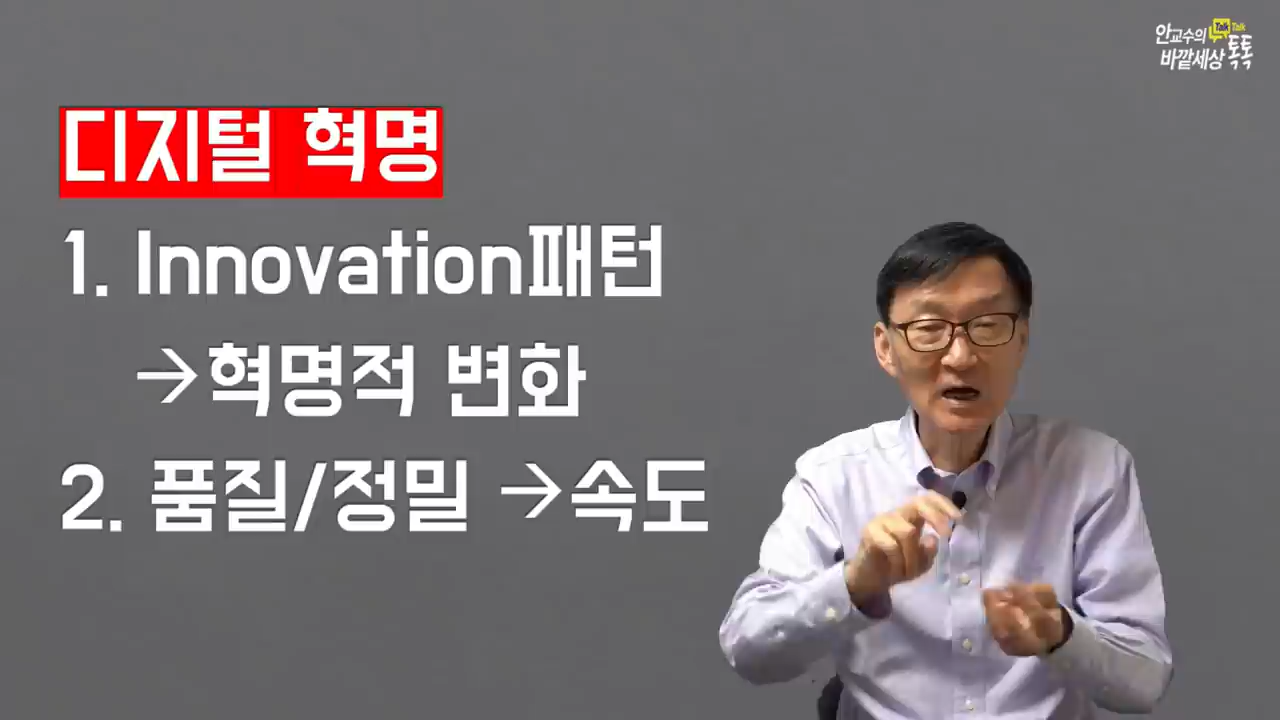 안교수의 Talk Talk
바깥세상 톡톡
디지털 혁명
1. Innovation패턴
→혁명적 변화
2. 품질/정밀 →속도